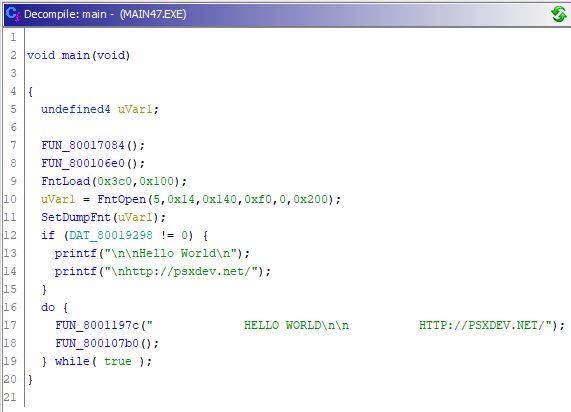 Decompile: main - (MAIN47.EXE)
1
2 void main(void)
3
4 {
5   undefined4 uVar1;
6
7   FUN_80017084();
8   FUN_800106e0();
9   FntLoad(0x3c0,0x100);
10   uVar1 = FntOpen(5,0x14,0x140,0xf0,0,0x200);
11   SetDumpFnt(uVar1);
12   if (DAT_80019298 != 0) {
13     printf("\n\nHello World\n");
14     printf("\nhttp://psxdev.net/");
15   }
16   do {
17     FUN_8001197c("             HELLO WORLD\n\n          HTTP://PSXDEV.NET/");
18     FUN_800107b0();
19   } while( true );
20 }
21